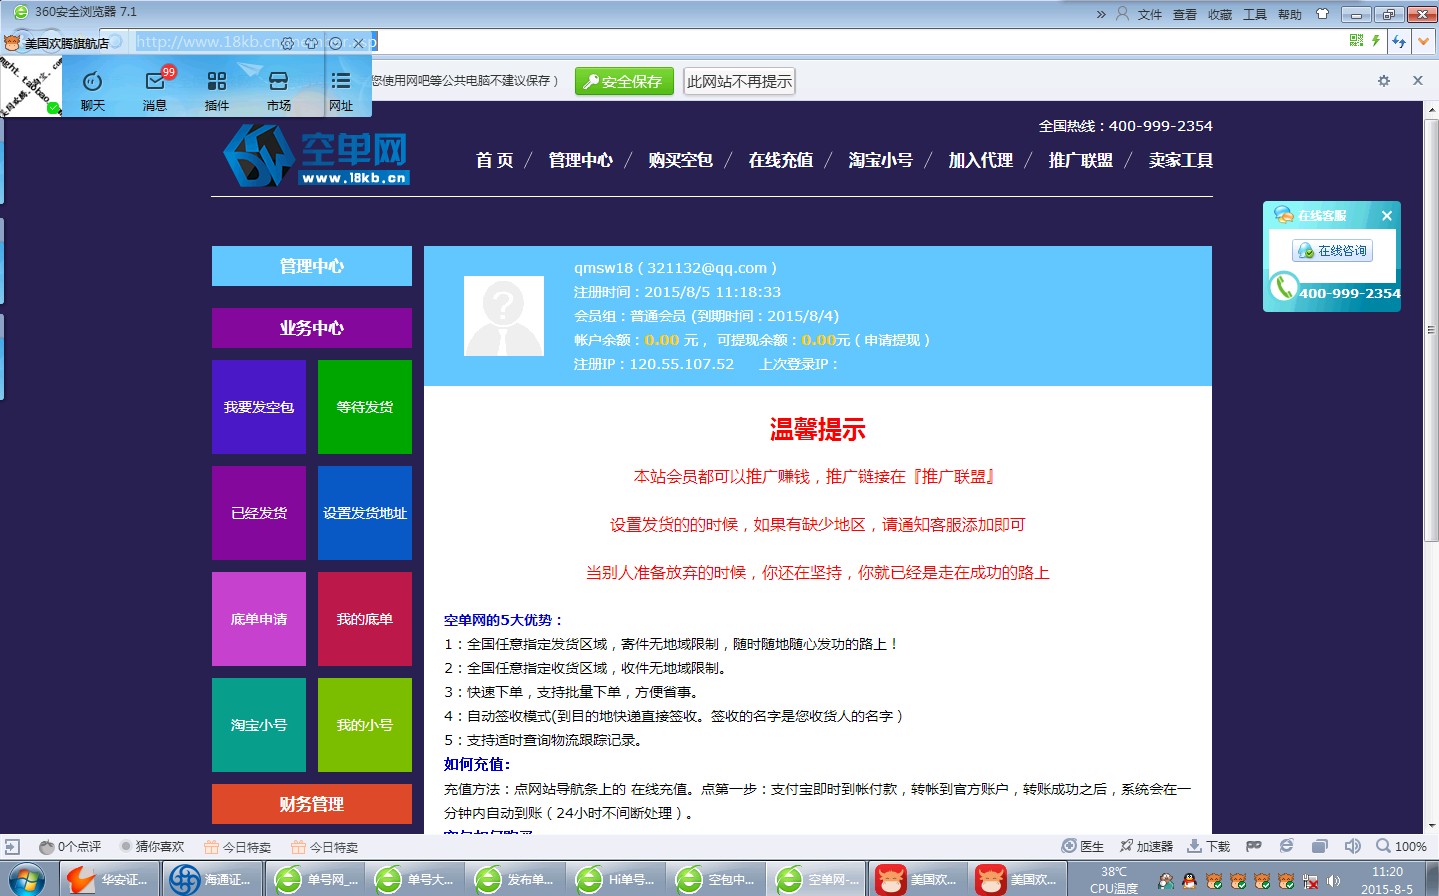 360安全浏览器 7.1
文件 查看 收藏 工具 帮助
美国欢腾旗舰店
http://www.18kb.cn
聊天 消息 99 插件 市场 网址
您使用网吧等公共电脑不建议保存）
安全保存
此网站不再提示
全国热线：400-999-2354
空单网
www.18kb.cn
首 页 / 管理中心 / 购买空包 / 在线充值 / 淘宝小号 / 加入代理 / 推广联盟 / 卖家工具
在线客服
在线咨询
400-999-2354
管理中心
业务中心
我要发空包
等待发货
已经发货
设置发货地址
底单申请
我的底单
淘宝小号
我的小号
财务管理
qmsw18（321132@qq.com）
注册时间：2015/8/5 11:18:33
会员组：普通会员 (到期时间：2015/8/4)
帐户余额：0.00 元， 可提现余额：0.00元（申请提现）
注册IP：120.55.107.52 上次登录IP：
温馨提示
本站会员都可以推广赚钱，推广链接在『推广联盟』
设置发货的的时候，如果有缺少地区，请通知客服添加即可
当别人准备放弃的时候，你还在坚持，你就已经是走在成功的路上
空单网的5大优势：
1：全国任意指定发货区域，寄件无地域限制，随时随地随心发功的路上！
2：全国任意指定收货区域，收件无地域限制。
3：快速下单，支持批量下单，方便省事。
4：自动签收模式(到目的地快递直接签收。签收的名字是您收货人的名字）
5：支持适时查询物流跟踪记录。
如何充值：
充值方法：点网站导航条上的 在线充值。点第一步：支付宝即时到帐付款，转帐到官方账户，转账成功之后，系统会在一
分钟内自动到账（24小时不间断处理）。
0个点评 猜你喜欢 今日特卖 今日特卖
医生 加速器 下载 100%
华安证... 海通证... 单号网_... 单号大... 发布单... Hi单号... 空包中... 空单网-... 美国欢... 美国欢...
38℃
CPU温度
11:20
2015-8-5